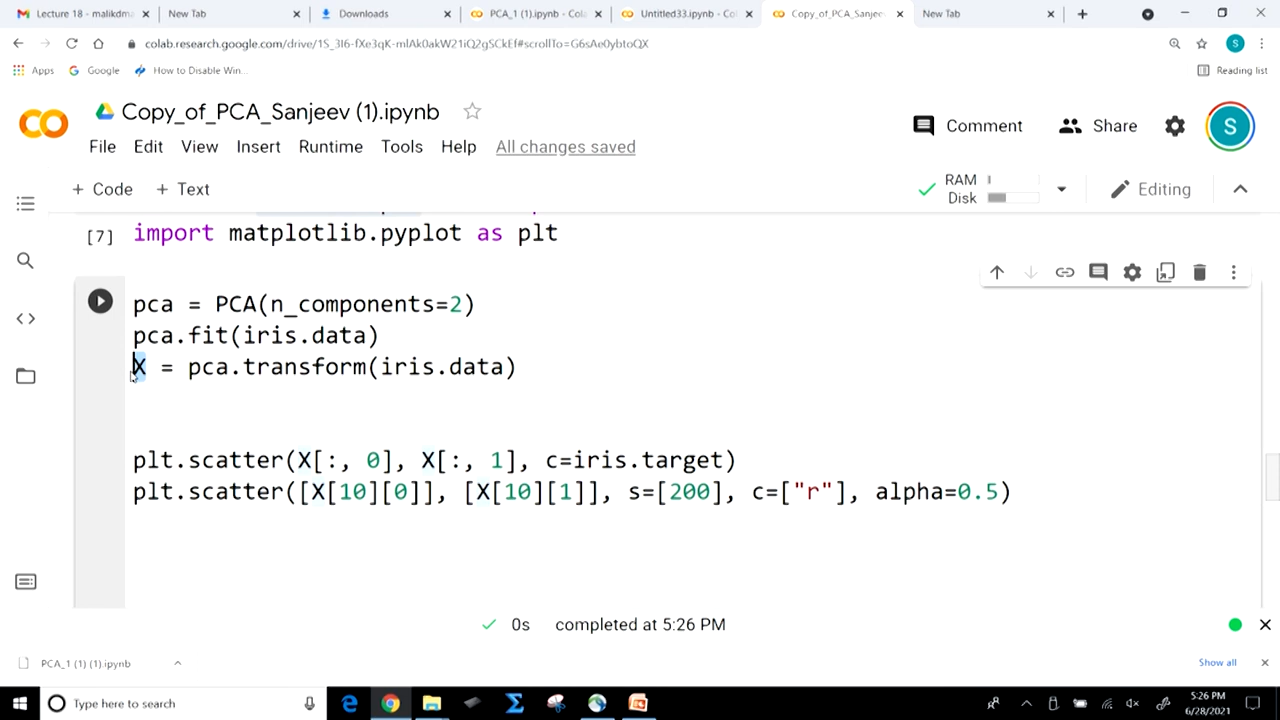 Lecture 18 - malikdma
New Tab
Downloads
PCA_1 (1).ipynb - Cola
Untitled33.ipynb - Col
Copy_of_PCA_Sanjee
New Tab
colab.research.google.com/drive/1S_3I6-fXe3qK-mlAk0akW21iQ2gSCkEf#scrollTo=G6sAe0ybtoQX
S
Apps
Google
How to Disable Win...
Reading list
CO
Copy_of_PCA_Sanjeev (1).ipynb
Comment
Share
S
File Edit View Insert Runtime Tools Help All changes saved
+ Code + Text
RAM
Disk
Editing
[7] import matplotlib.pyplot as plt
pca = PCA(n_components=2)
pca.fit(iris.data)
X = pca.transform(iris.data)
plt.scatter(X[:, 0], X[:, 1], c=iris.target)
plt.scatter([X[10][0]], [X[10][1]], s=[200], c=["r"], alpha=0.5)
0s completed at 5:26 PM
PCA_1 (1) (1).ipynb
Show all
Type here to search
5:26 PM
6/28/2021